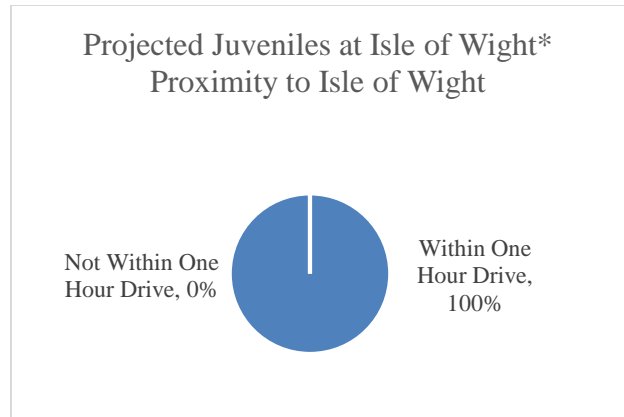 Projected Juveniles at Isle of Wight*
Proximity to Isle of Wight
Not Within One
Hour Drive, 0%
Within One
Hour Drive,
100%